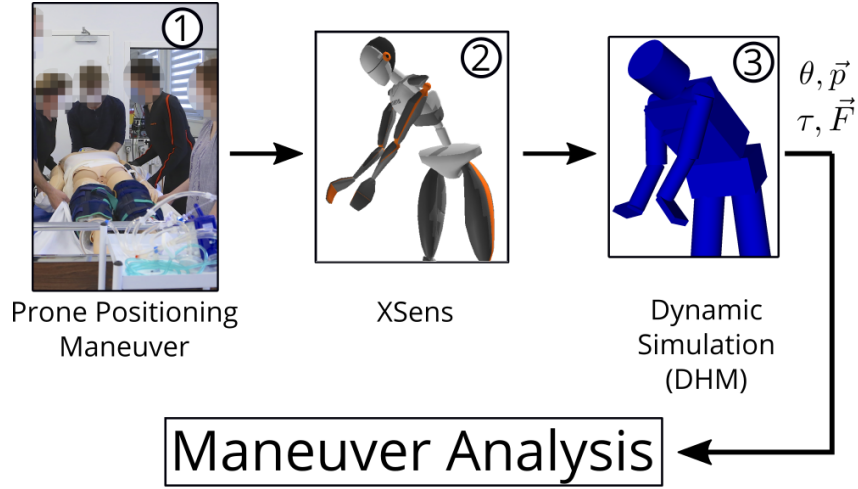 1
2
3
θ, p⃗
τ, F⃗
Prone Positioning
Maneuver
XSens
Dynamic
Simulation
(DHM)
Maneuver Analysis